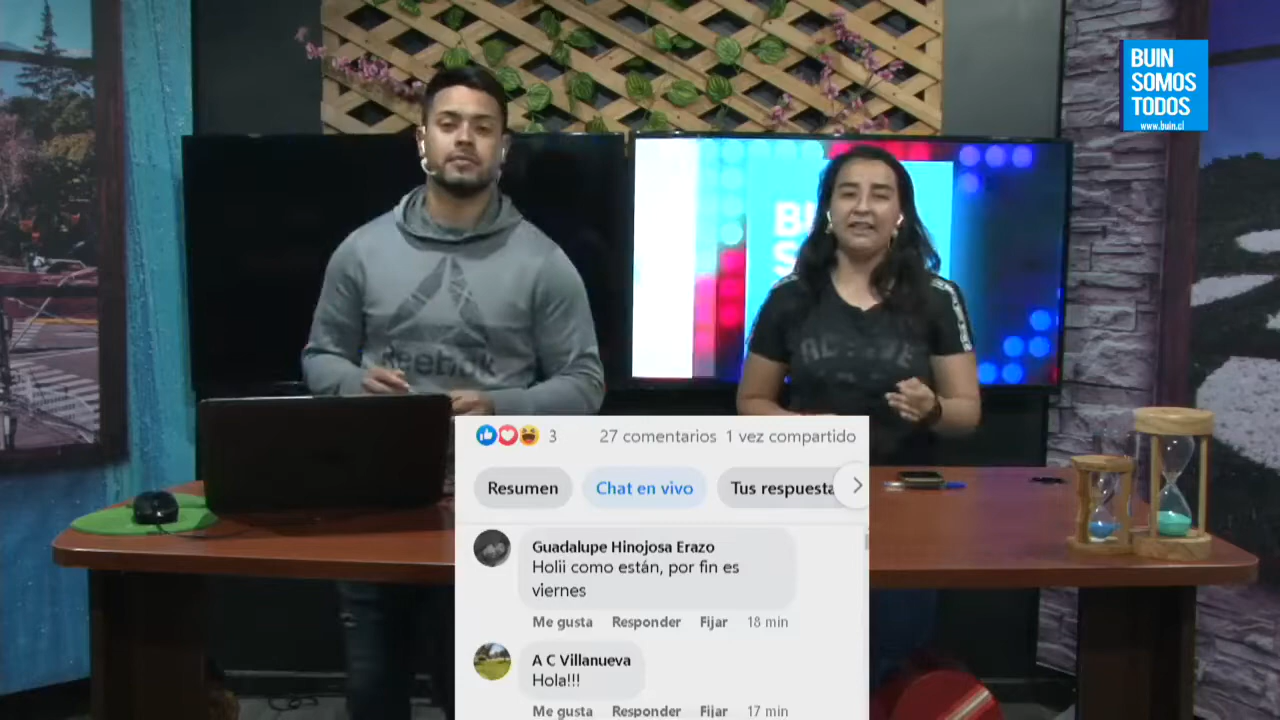 BUIN
SOMOS
TODOS
www.buin.cl
Reebok
3
27 comentarios
1 vez compartido
Resumen
Chat en vivo
Tus respuesta
Guadalupe Hinojosa Erazo
Holii como están, por fin es
viernes
Me gusta Responder Fijar 18 min
A C Villanueva
Hola!!!
Me gusta Responder Fijar 17 min